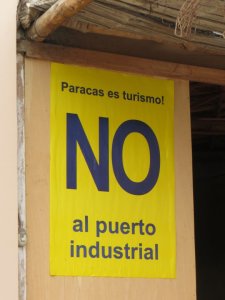 Paracas es turismo!
NO
al puerto
industrial